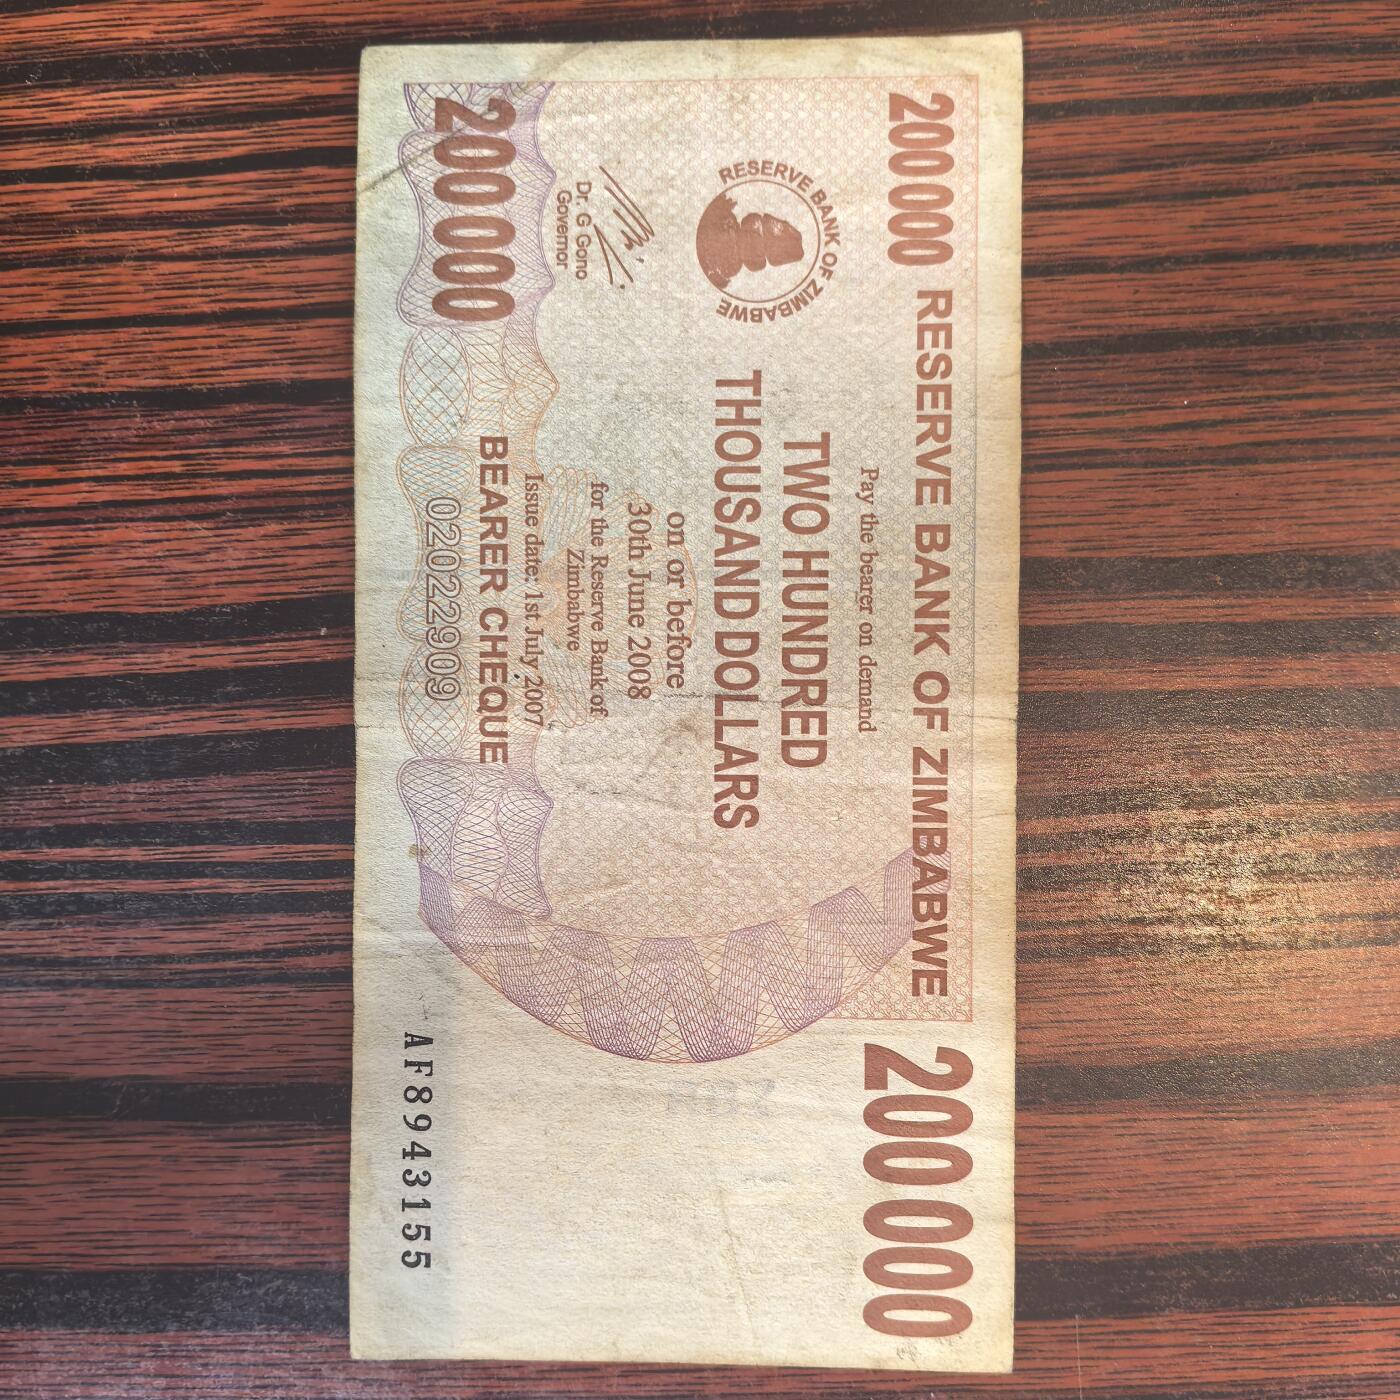 200000
RESERVE BANK OF ZIMBABWE
200000
Pay the bearer on demand
RESERVE BANK OF ZIMBABWE
TWO HUNDRED
THOUSAND DOLLARS
on or before
30th June 2008
for the Reserve Bank of
Zimbabwe
Dr. G Gono
Governor
Issue date: 1st July 2007
BEARER CHEQUE
200000
02022909
AF8943155
RBZ